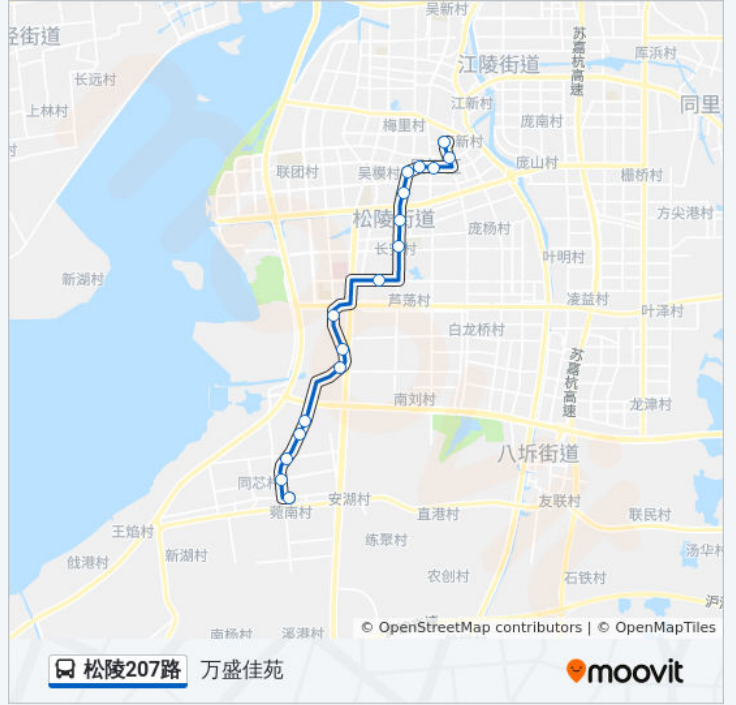 吴新村
苏嘉杭高速
厍浜村
江陵街道
长远村
上林村
江新村
同里
梅里村
庞南村
新村
庞山村
联团村
吴模村
栅桥村
松陵街道
方尖港村
庞杨村
长安村
叶明村
新湖村
芦荡村
凌益村
叶泽村
白龙桥村
苏嘉杭高速
南刘村
龙津村
八坼街道
同芯村
安湖村
友联村
菀南村
直港村
联民村
王焰村
练聚村
新湖村
戗港村
汤华村
农创村
石铁村
南杨村
溪港村
© OpenStreetMap contributors | © OpenMapTiles
松陵207路 万盛佳苑
moovit